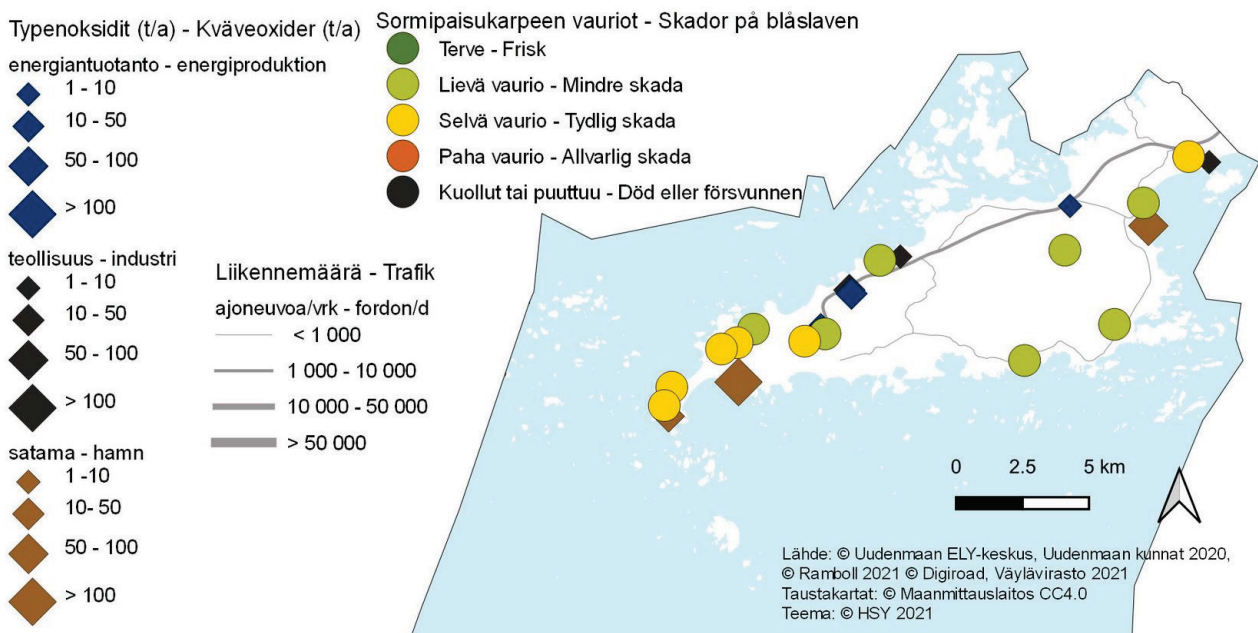 Typenoksidit (t/a) - Kväveoxider (t/a)
energiantuotanto - energiproduktion
1 - 10
10 - 50
50 - 100
> 100
teollisuus - industri
1 - 10
10 - 50
50 - 100
> 100
satama - hamn
1 -10
10- 50
50 - 100
> 100
Liikennemäärä - Trafik
ajoneuvoa/vrk - fordon/d
< 1 000
1 000 - 10 000
10 000 - 50 000
> 50 000
Sormipaisukarpeen vauriot - Skador på blåslaven
Terve - Frisk
Lievä vaurio - Mindre skada
Selvä vaurio - Tydlig skada
Paha vaurio - Allvarlig skada
Kuollut tai puuttuu - Död eller försvunnen
0 2.5 5 km
Lähde: © Uudenmaan ELY-keskus, Uudenmaan kunnat 2020,
© Ramboll 2021 © Digiroad, Väylävirasto 2021
Taustakartat: © Maanmittauslaitos CC4.0
Teema: © HSY 2021